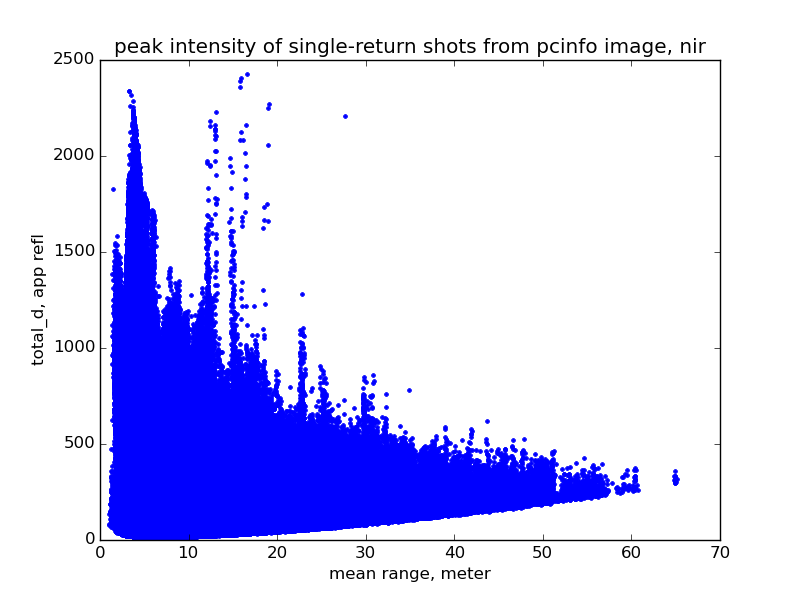 peak intensity of single-return shots from pcinfo image, nir
2500
2000
1500
1000
500
0
total_d, app refl
0 10 20 30 40 50 60 70
mean range, meter